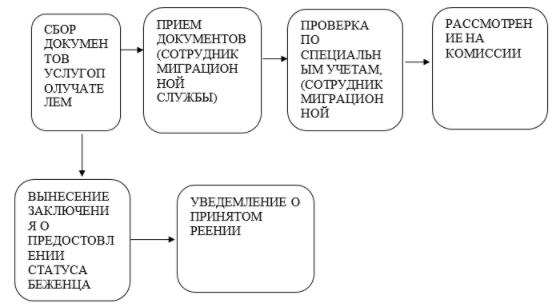 СБОР
ДОКУМЕН
ТОВ
УСЛУГОП
ОЛУЧАТЕ
ЛЕМ
ПРИЕМ
ДОКУМЕНТОВ
(СОТРУДНИК
МИГРАЦИОН
НОЙ
СЛУЖБЫ)
ПРОВЕРКА
ПО
СПЕЦИАЛЬН
ЫМ УЧЕТАМ,
(СОТРУДНИК
МИГРАЦИОН
НОЙ
РАССМОТРЕН
ИЕ НА
КОМИССИИ
ВЫНЕСЕНИЕ
ЗАКЛЮЧЕНИ
Я О
ПРЕДОСТОВЛ
ЕНИИ
СТАТУСА
БЕЖЕНЦА
УВЕДМЛЕНИЕ О
ПРИНЯТОМ
РЕЕНИИ